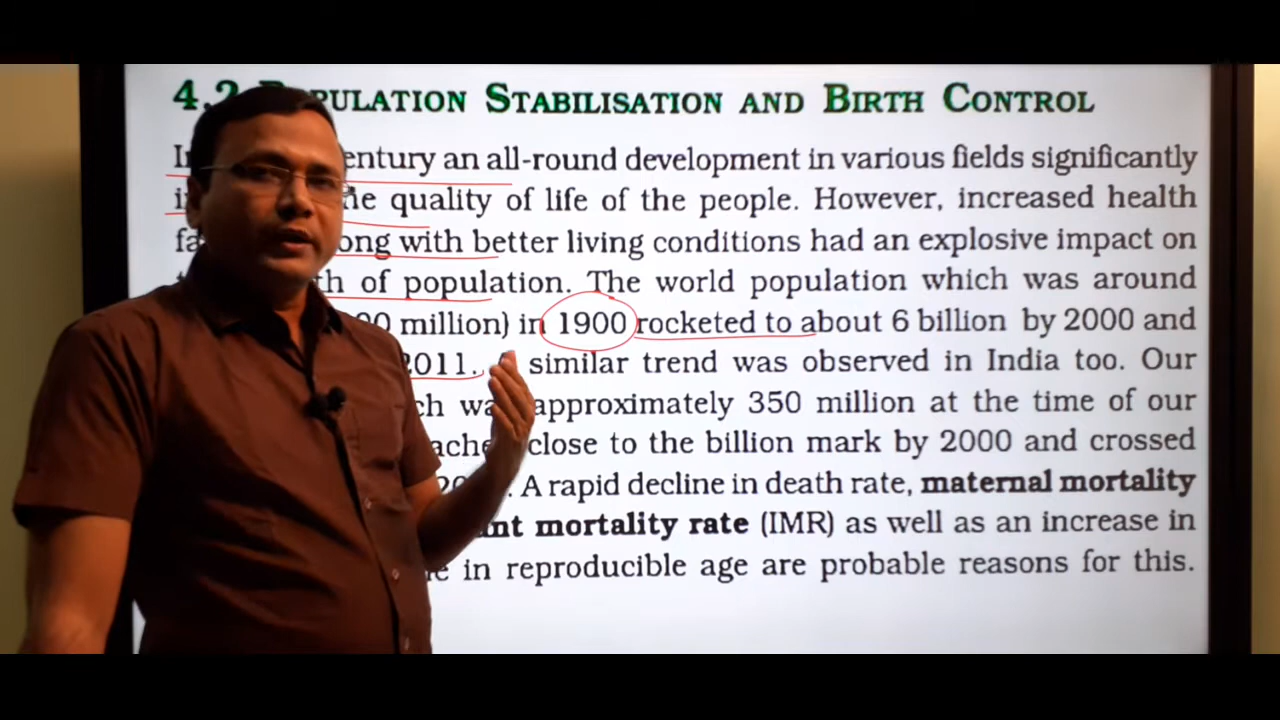 4.2 POPULATION STABILISATION AND BIRTH CONTROL
entury an all-round development in various fields significantly
he quality of life of the people. However, increased health
ong with better living conditions had an explosive impact on
th of population. The world population which was around
00 million) in 1900 rocketed to about 6 billion by 2000 and
2011. A similar trend was observed in India too. Our
ch was approximately 350 million at the time of our
ache close to the billion mark by 2000 and crossed
20 . A rapid decline in death rate, maternal mortality
nt mortality rate (IMR) as well as an increase in
le in reproducible age are probable reasons for this.